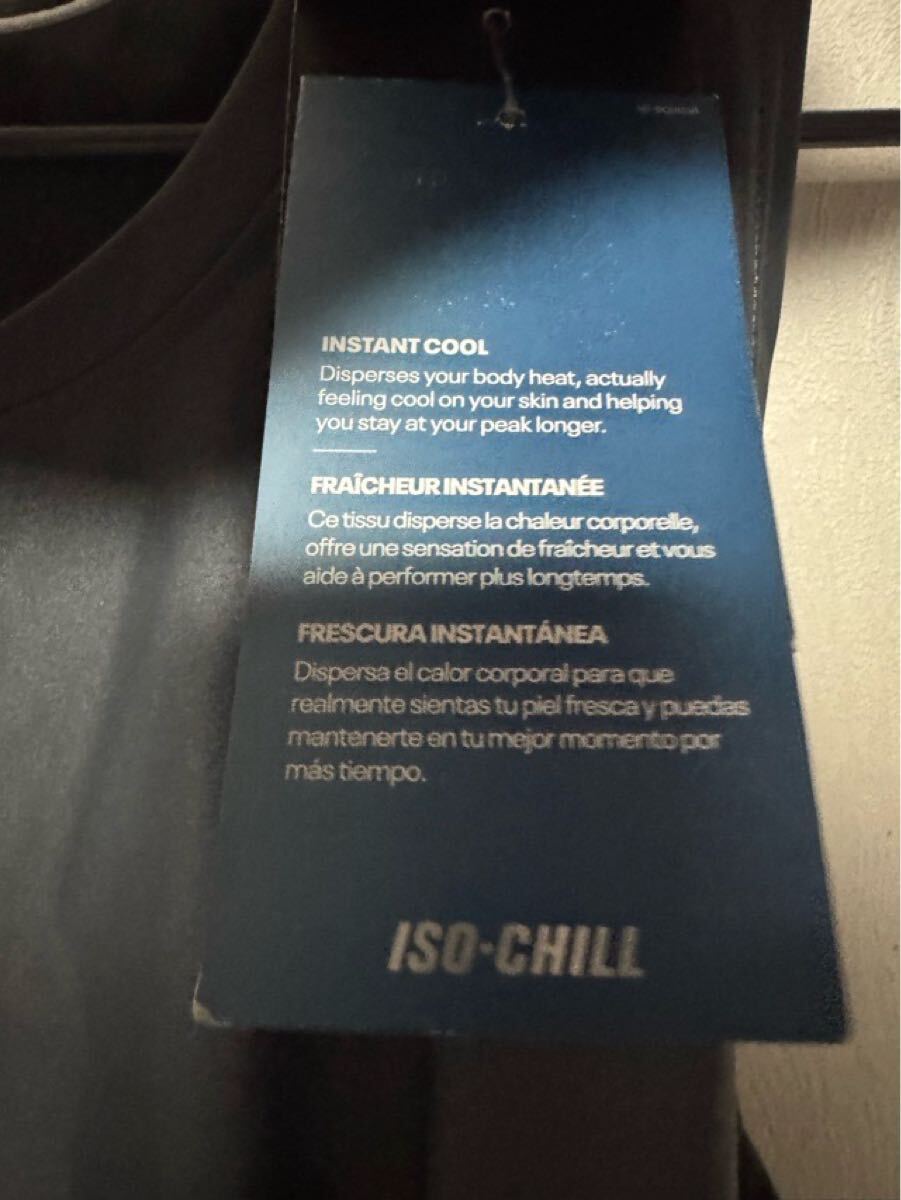 INSTANT COOL
Disperses your body heat, actually
feeling cool on your skin and helping
you stay at your peak longer.
FRAÎCHEUR INSTANTANÉE
Ce tissu disperse la chaleur corporelle,
offre une sensation de fraîcheur et vous
aide à performer plus longtemps.
FRESCURA INSTANTÁNEA
Dispersa el calor corporal para que
realmente sientas tu piel fresca y puedas
mantenerte en tu mejor momento por
más tiempo.
ISO-CHILL